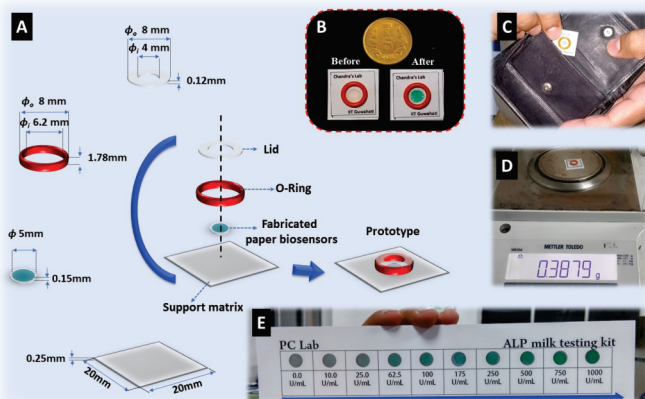 A
ϕo 8 mm
ϕi 4 mm
0.12mm
ϕo 8 mm
ϕi 6.2 mm
1.78mm
ϕ 5mm
0.15mm
0.25mm
20mm
20mm
Lid
O-Ring
Fabricated
paper biosensors
Support matrix
Prototype
B
Before
After
Chandra's Lab
IIT Guwahati
Chandra's Lab
IIT Guwahati
C
D
METTLER TOLEDO
0.3879 g
E
PC Lab
ALP milk testing kit
0.0 10.0 25.0 62.5 100 175 250 500 750 1000
U/mL U/mL U/mL U/mL U/mL U/mL U/mL U/mL U/mL U/mL